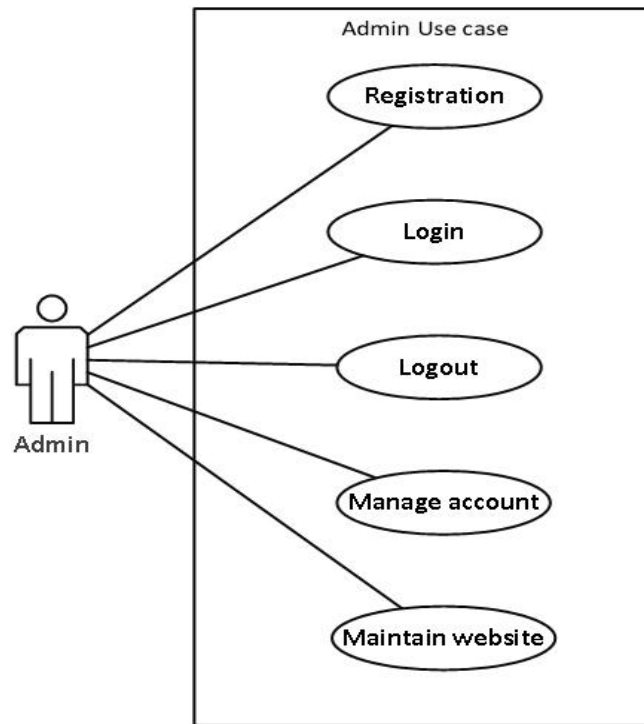 Admin Use case
Registration
Login
Logout
Admin
Manage account
Maintain website